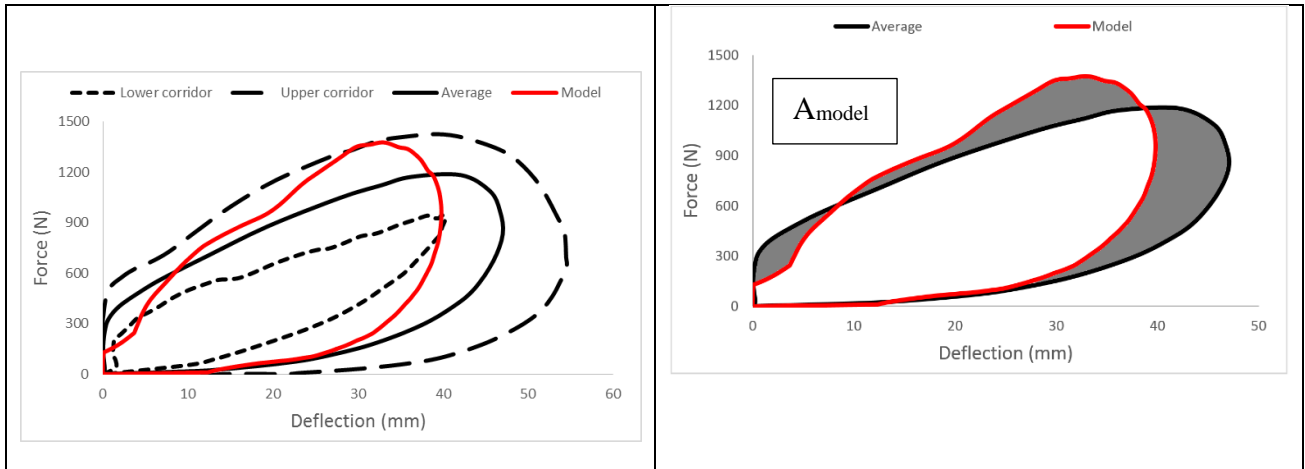 Lower corridor Upper corridor Average Model
1500
1200
900
600
300
0
0 10 20 30 40 50 60
Force (N)
Deflection (mm)
Average Model
1500
1200
900
600
300
0
0 10 20 30 40 50
Force (N)
Deflection (mm)
Amodel